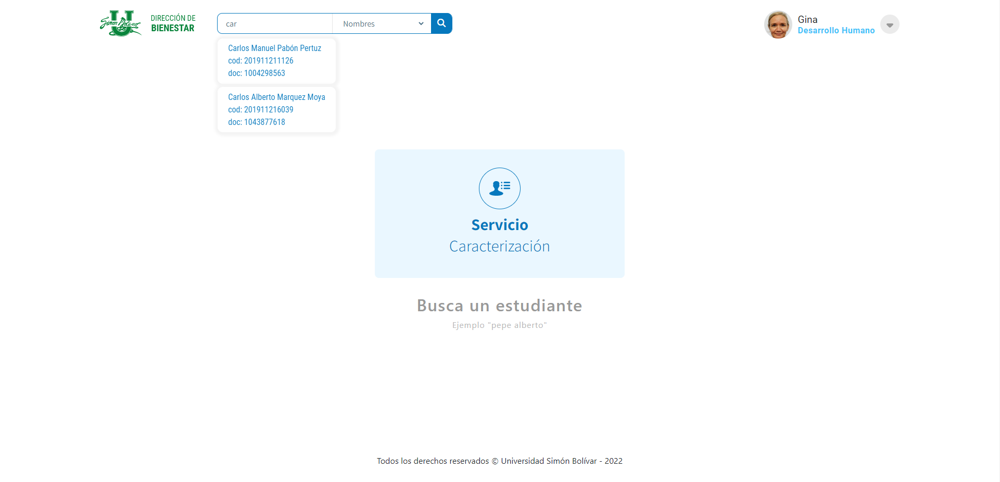 Simón Bolívar
U
DIRECCIÓN DE
BIENESTAR
car
Nombres
Gina
Desarrollo Humano
Carlos Manuel Pabón Pertuz
cod: 201911211126
doc: 1004298563
Carlos Alberto Marquez Moya
cod: 201911216039
doc: 1043877618
Servicio
Caracterización
Busca un estudiante
Ejemplo "pepe alberto"
Todos los derechos reservados © Universidad Simón Bolívar - 2022